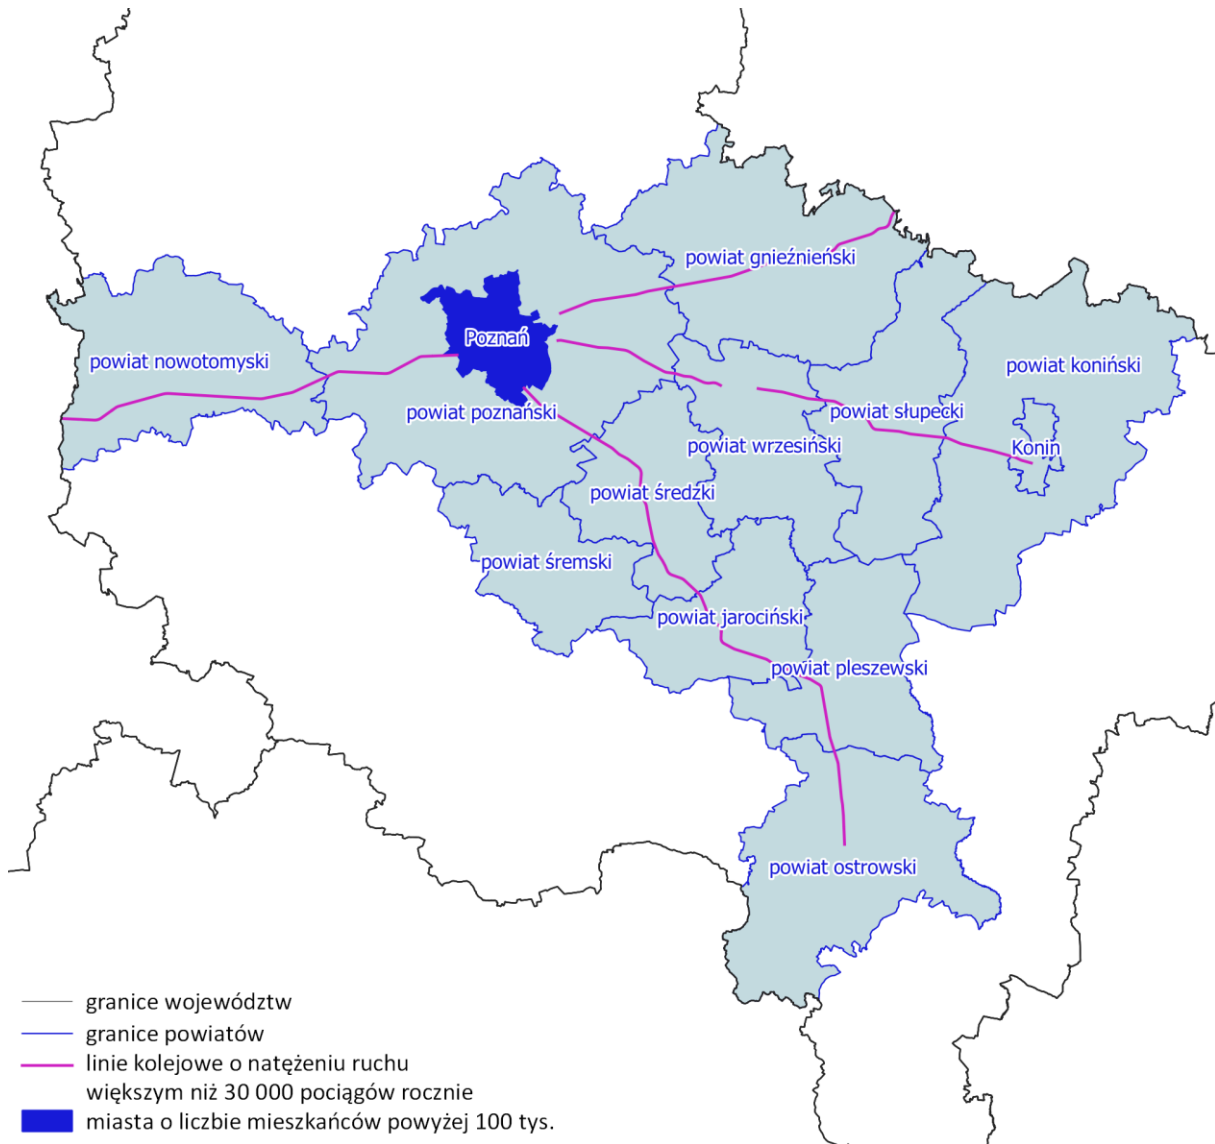 powiat gnieźnieński
Poznań
powiat nowotomyski
powiat koniński
powiat poznański
powiat słupecki
powiat wrzesiński
Konin
powiat średzki
powiat śremski
powiat jarociński
powiat pleszewski
powiat ostrowski
granice województw
granice powiatów
linie kolejowe o natężeniu ruchu
większym niż 30 000 pociągów rocznie
miasta o liczbie mieszkańców powyżej 100 tys.